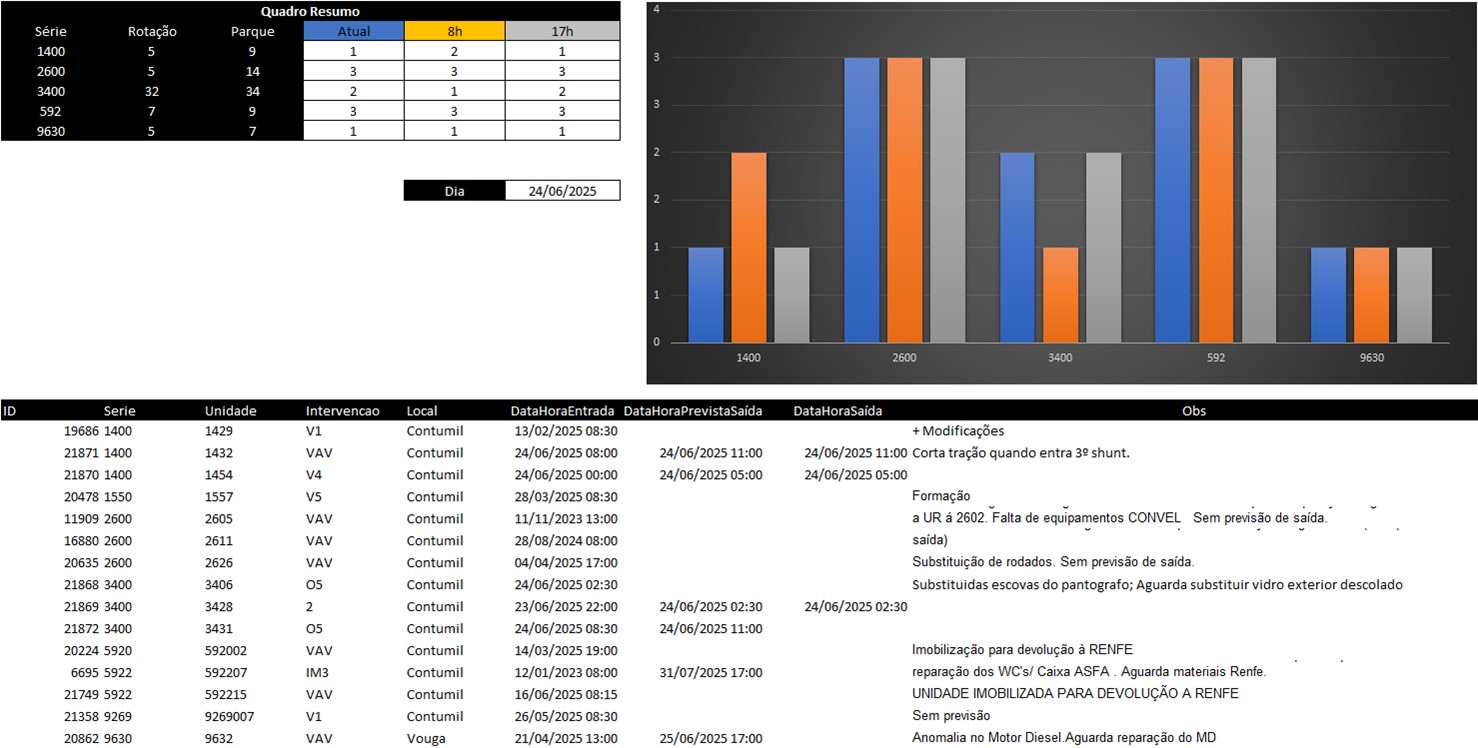 Quadro Resumo
Série Rotação Parque Atual 8h 17h
1400 5 9 1 2 1
2600 5 14 3 3 3
3400 32 34 2 1 2
592 7 9 3 3 3
9630 5 7 1 1 1
Dia 24/06/2025
4
3
3
2
2
1
1
0
1400 2600 3400 592 9630
ID Serie Unidade Intervencao Local DataHoraEntrada DataHoraPrevistaSaída DataHoraSaída Obs
19686 1400 1429 V1 Contumil 13/02/2025 08:30 + Modificações
21871 1400 1432 VAV Contumil 24/06/2025 08:00 24/06/2025 11:00 24/06/2025 11:00 Corta tração quando entra 3º shunt.
21870 1400 1454 V4 Contumil 24/06/2025 00:00 24/06/2025 05:00 24/06/2025 05:00
20478 1550 1557 V5 Contumil 28/03/2025 08:30 Formação
11909 2600 2605 VAV Contumil 11/11/2023 13:00 a UR á 2602. Falta de equipamentos CONVEL Sem previsão de saída.
16880 2600 2611 VAV Contumil 28/08/2024 08:00 saída)
20635 2600 2626 VAV Contumil 04/04/2025 17:00 Substituição de rodados. Sem previsão de saída.
21868 3400 3406 O5 Contumil 24/06/2025 02:30 Substituidas escovas do pantografo; Aguarda substituir vidro exterior descolado
21869 3400 3428 2 Contumil 23/06/2025 22:00 24/06/2025 02:30 24/06/2025 02:30
21872 3400 3431 O5 Contumil 24/06/2025 08:30 24/06/2025 11:00
20224 5920 592002 VAV Contumil 14/03/2025 19:00 Imobilização para devolução à RENFE
6695 5922 592207 IM3 Contumil 12/01/2023 08:00 31/07/2025 17:00 reparação dos WC's/ Caixa ASFA . Aguarda materiais Renfe.
21749 5922 592215 VAV Contumil 16/06/2025 08:15 UNIDADE IMOBILIZADA PARA DEVOLUÇÃO A RENFE
21358 9269 9269007 V1 Contumil 26/05/2025 08:30 Sem previsão
20862 9630 9632 VAV Vouga 21/04/2025 13:00 25/06/2025 17:00 Anomalia no Motor Diesel.Aguarda reparação do MD